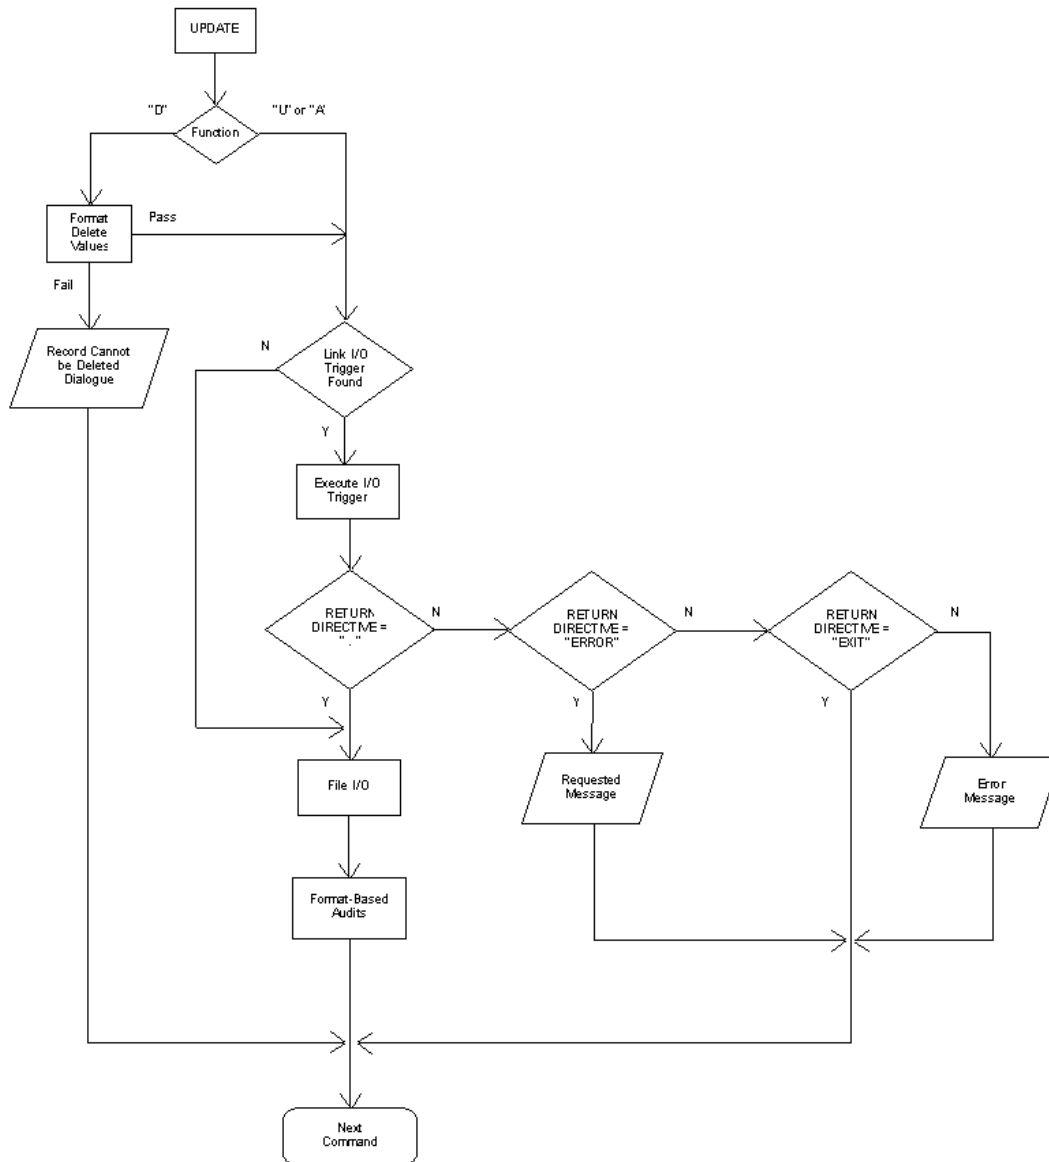 UPDATE
"D"
"U" or "A'
Function
Format
Delete
Values
Pass
Fail
Record Cannot
be Deleted
Dialogue
N
Link I/O
Trigger
Found
Y
Execute I/O
Trigger
RETURN
DIRECTIVE =
". "
N
RETURN
DIRECTIVE =
"ERROR"
N
RETURN
DIRECTIVE =
"EXIT"
N
Y
Y
Y
File I/O
Requested
Message
Error
Message
Format-Based
Audits
Next
Command